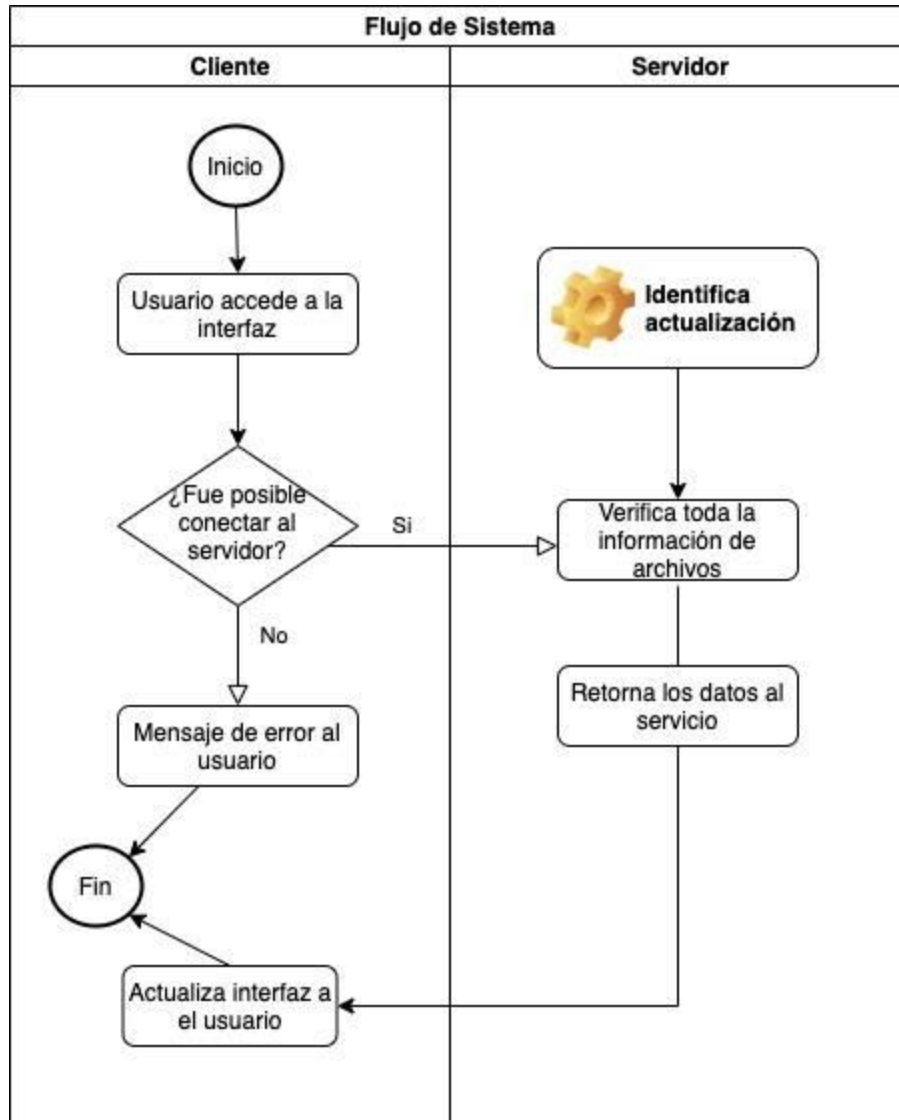 Flujo de Sistema
Cliente
Servidor
Inicio
Usuario accede a la
interfaz
Identifica
actualización
¿Fue posible
conectar al
servidor?
Si
Verifica toda la
información de
archivos
No
Mensaje de error al
usuario
Retorna los datos al
servicio
Fin
Actualiza interfaz a
el usuario